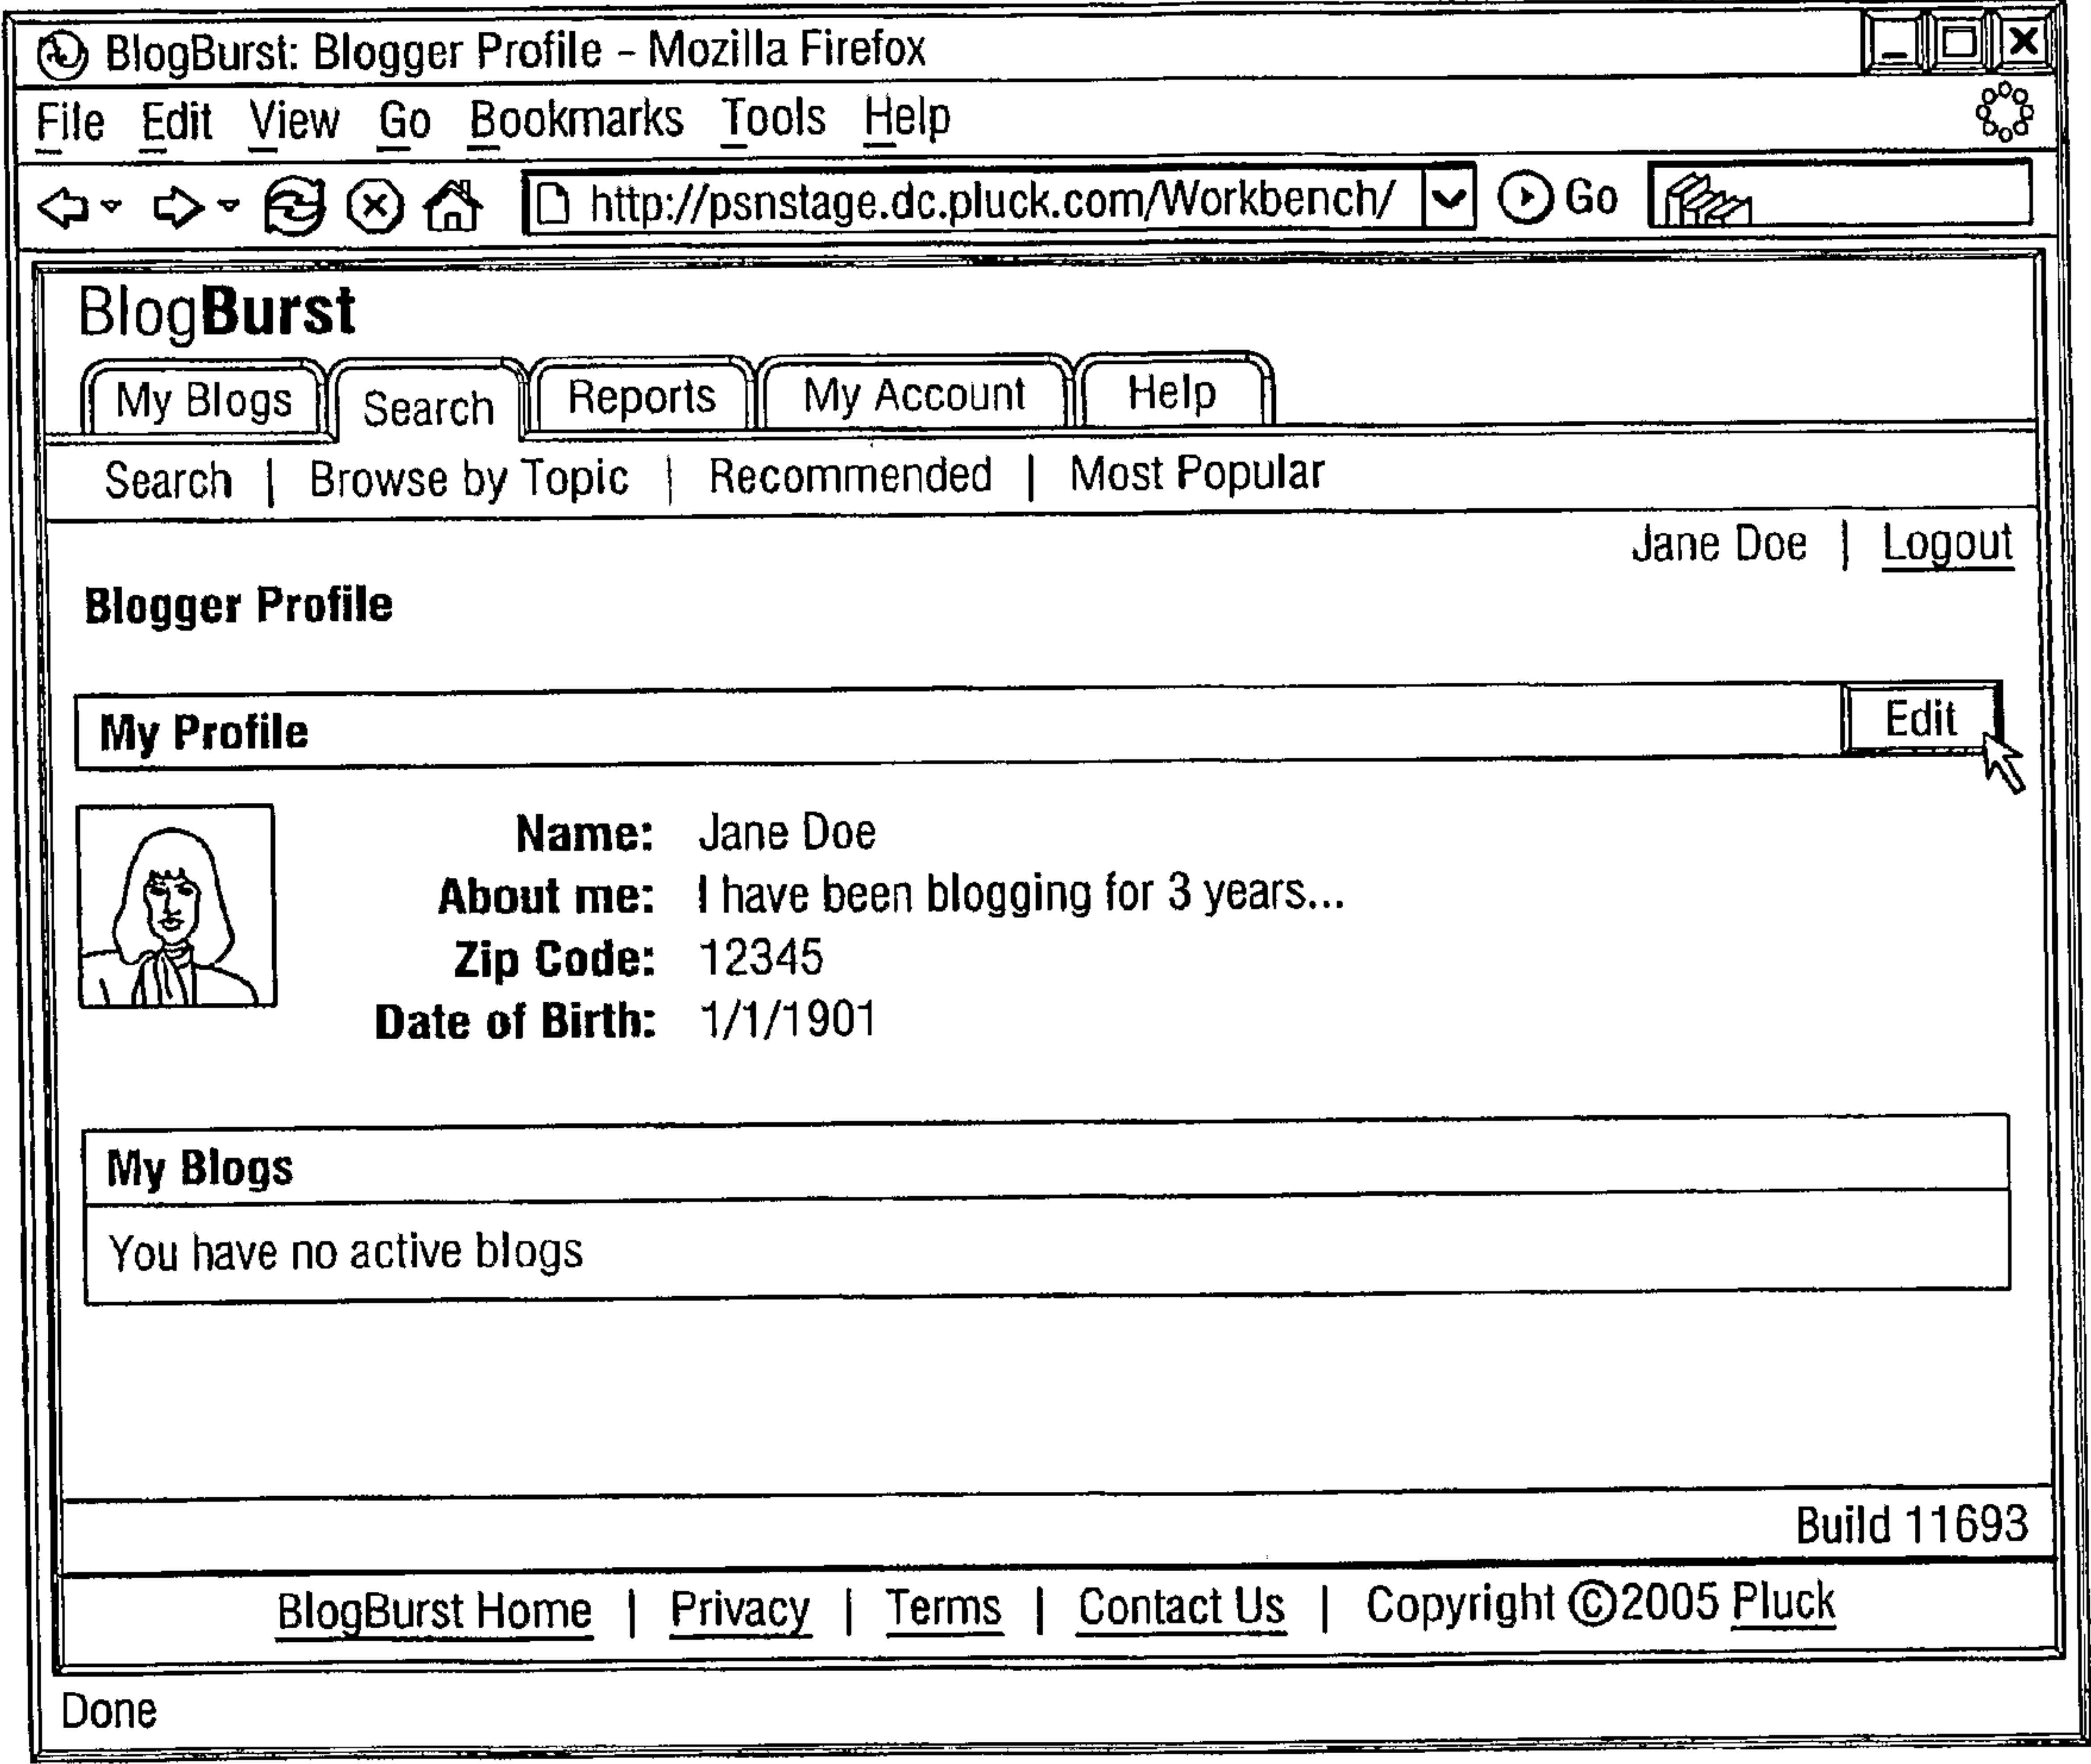 BlogBurst: Blogger Profile - Mozilla Firefox
File Edit View Go Bookmarks Tools Help
http://psnstage.dc.pluck.com/Workbench/ Go
BlogBurst
My Blogs Search Reports My Account Help
Search | Browse by Topic | Recommended | Most Popular
Jane Doe | Logout
Blogger Profile
My Profile Edit
Name: Jane Doe
About me: I have been blogging for 3 years...
Zip Code: 12345
Date of Birth: 1/1/1901
My Blogs
You have no active blogs
Build 11693
BlogBurst Home | Privacy | Terms | Contact Us | Copyright ©2005 Pluck
Done